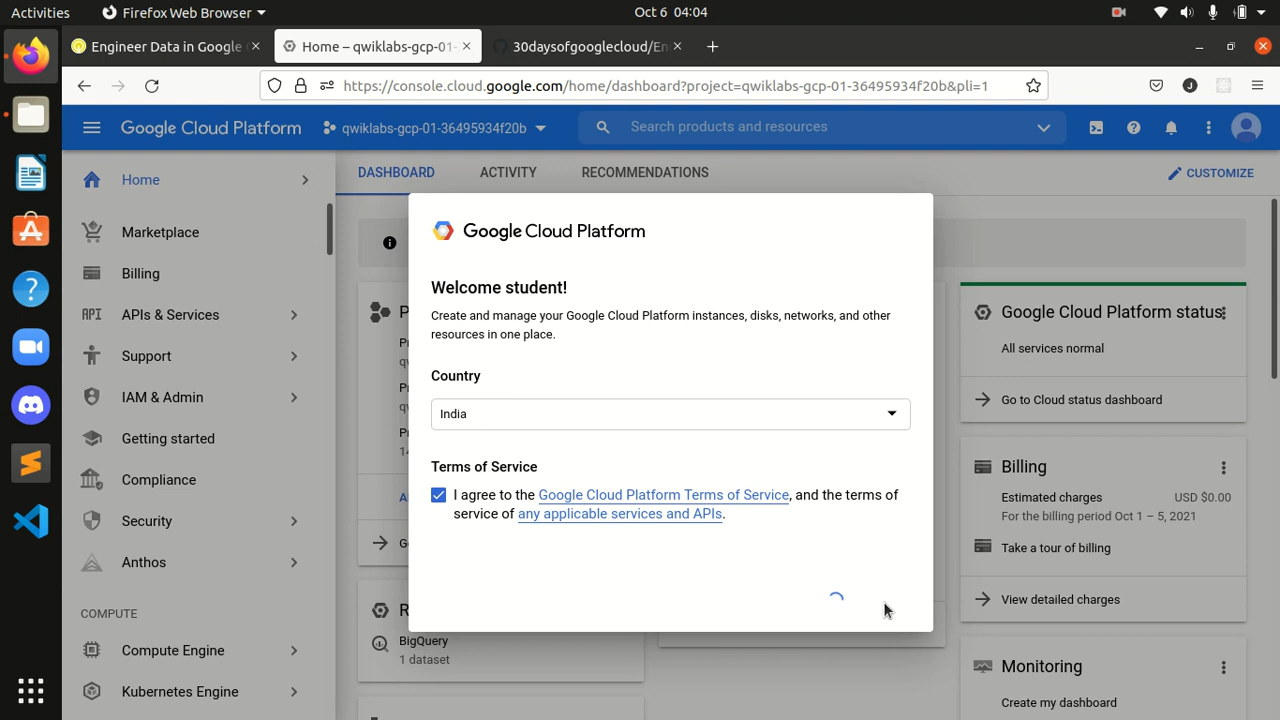 Activities
Firefox Web Browser
Oct 6 04:04
Engineer Data in Google
Home – qwiklabs-gcp-01-
30daysofgooglecloud/En
https://console.cloud.google.com/home/dashboard?project=qwiklabs-gcp-01-36495934f20b&pli=1
J
Google Cloud Platform
qwiklabs-gcp-01-36495934f20b
Search products and resources
Home
DASHBOARD
ACTIVITY
RECOMMENDATIONS
CUSTOMIZE
Marketplace
Billing
API APIs & Services
Support
IAM & Admin
Getting started
Compliance
Security
Anthos
COMPUTE
Compute Engine
Kubernetes Engine
Google Cloud Platform
Welcome student!
Create and manage your Google Cloud Platform instances, disks, networks, and other
resources in one place.
Country
India
Terms of Service
I agree to the Google Cloud Platform Terms of Service, and the terms of
service of any applicable services and APIs.
BigQuery
1 dataset
Google Cloud Platform status
All services normal
Go to Cloud status dashboard
Billing
Estimated charges USD $0.00
For the billing period Oct 1 – 5, 2021
Take a tour of billing
View detailed charges
Monitoring
Create my dashboard